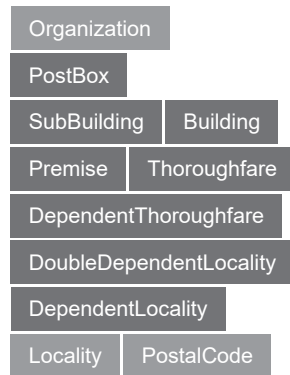 Organization
PostBox
SubBuilding Building
Premise Thoroughfare
DependentThoroughfare
DoubleDependentLocality
DependentLocality
Locality PostalCode